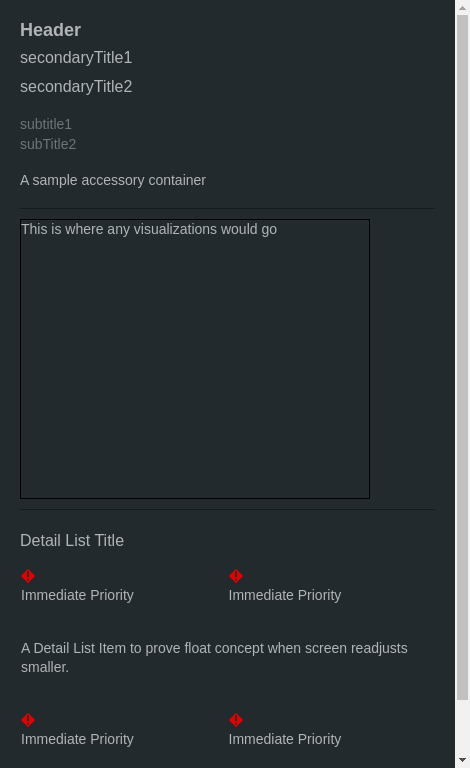 Header
secondaryTitle1
secondaryTitle2
subtitle1
subTitle2
A sample accessory container
This is where any visualizations would go
Detail List Title
Immediate Priority
Immediate Priority
A Detail List Item to prove float concept when screen readjusts
smaller.
Immediate Priority
Immediate Priority